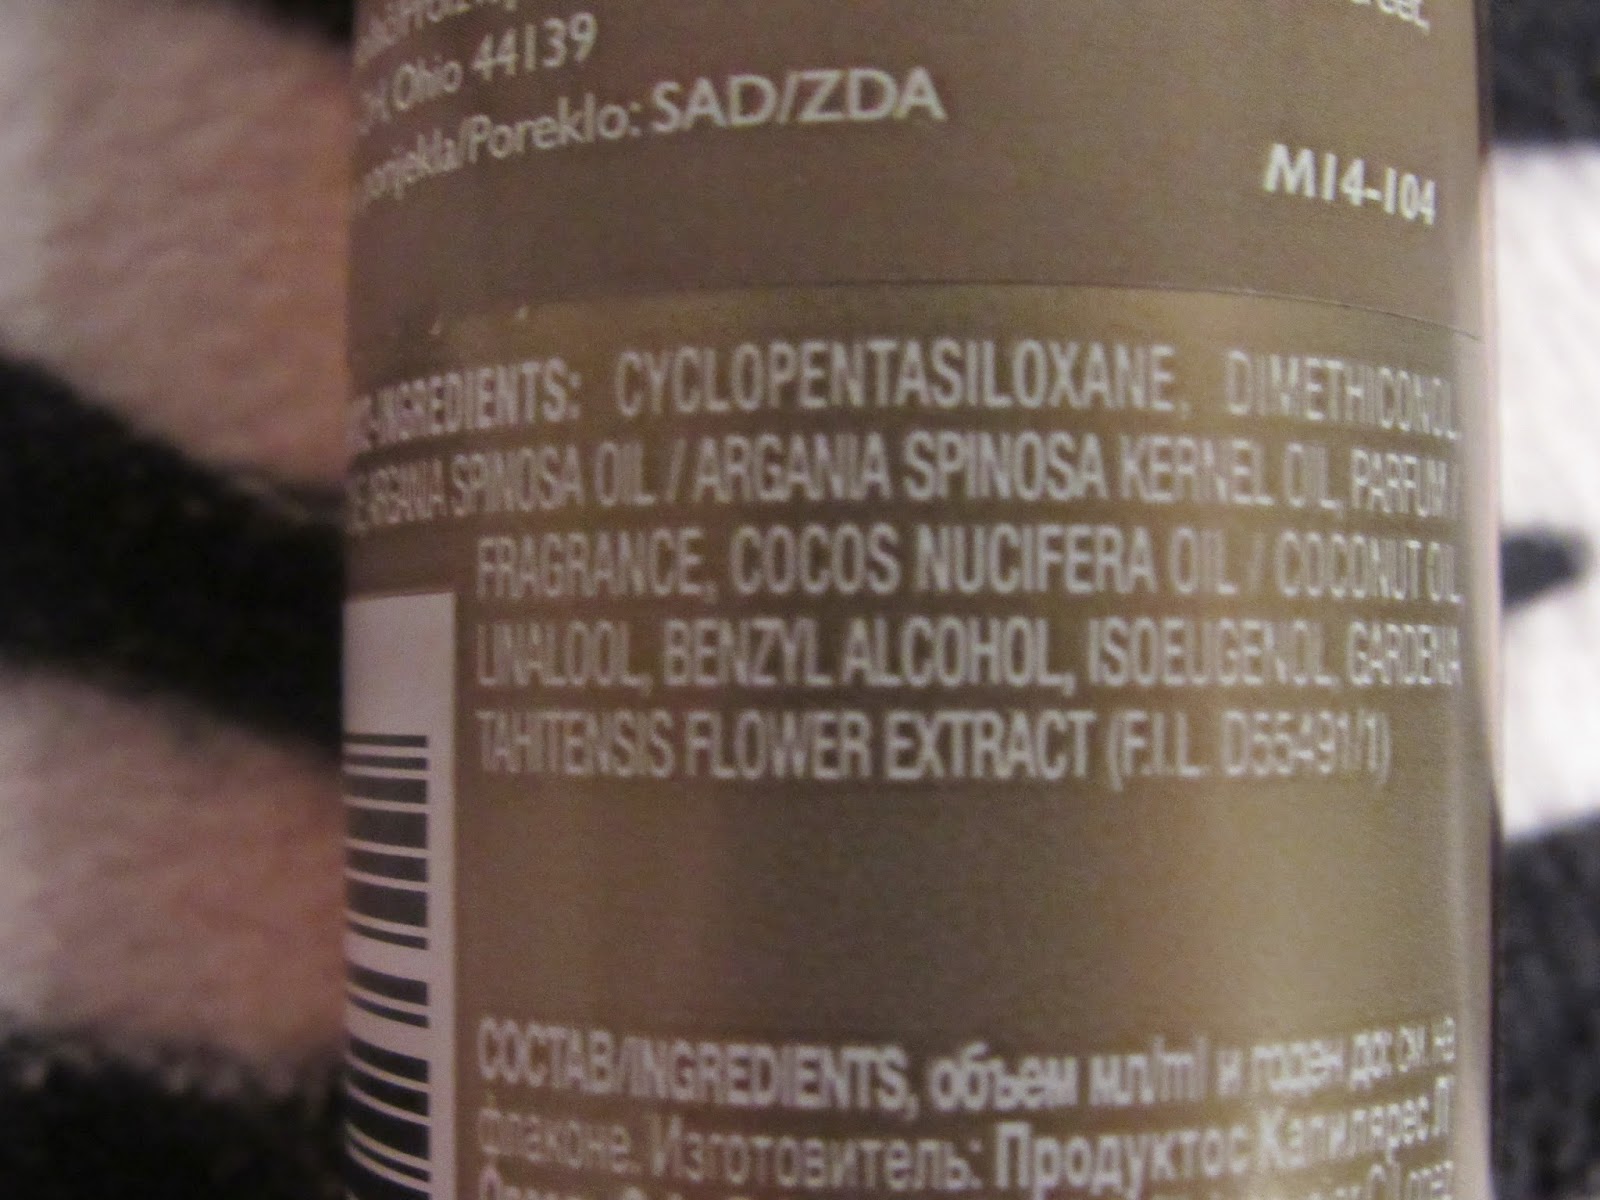 Ohio 44139
Poreklo: SAD/ZDA
M14-104
INGREDIENTS: CYCLOPENTASILOXANE, DIMETHICONOL,
ARGANIA SPINOSA OIL / ARGANIA SPINOSA KERNEL OIL, PARFUM /
FRAGRANCE, COCOS NUCIFERA OIL / COCONUT OIL
LINALOOL, BENZYL ALCOHOL, ISOEUGENOL, GARDENIA
TAHITENSIS FLOWER EXTRACT (F.I.L. D55491/1)
СОСТАВ/INGREDIENTS, объем мл/ml и годен до: см. на
флаконе. Изготовитель: Продуктос Капиларес Л